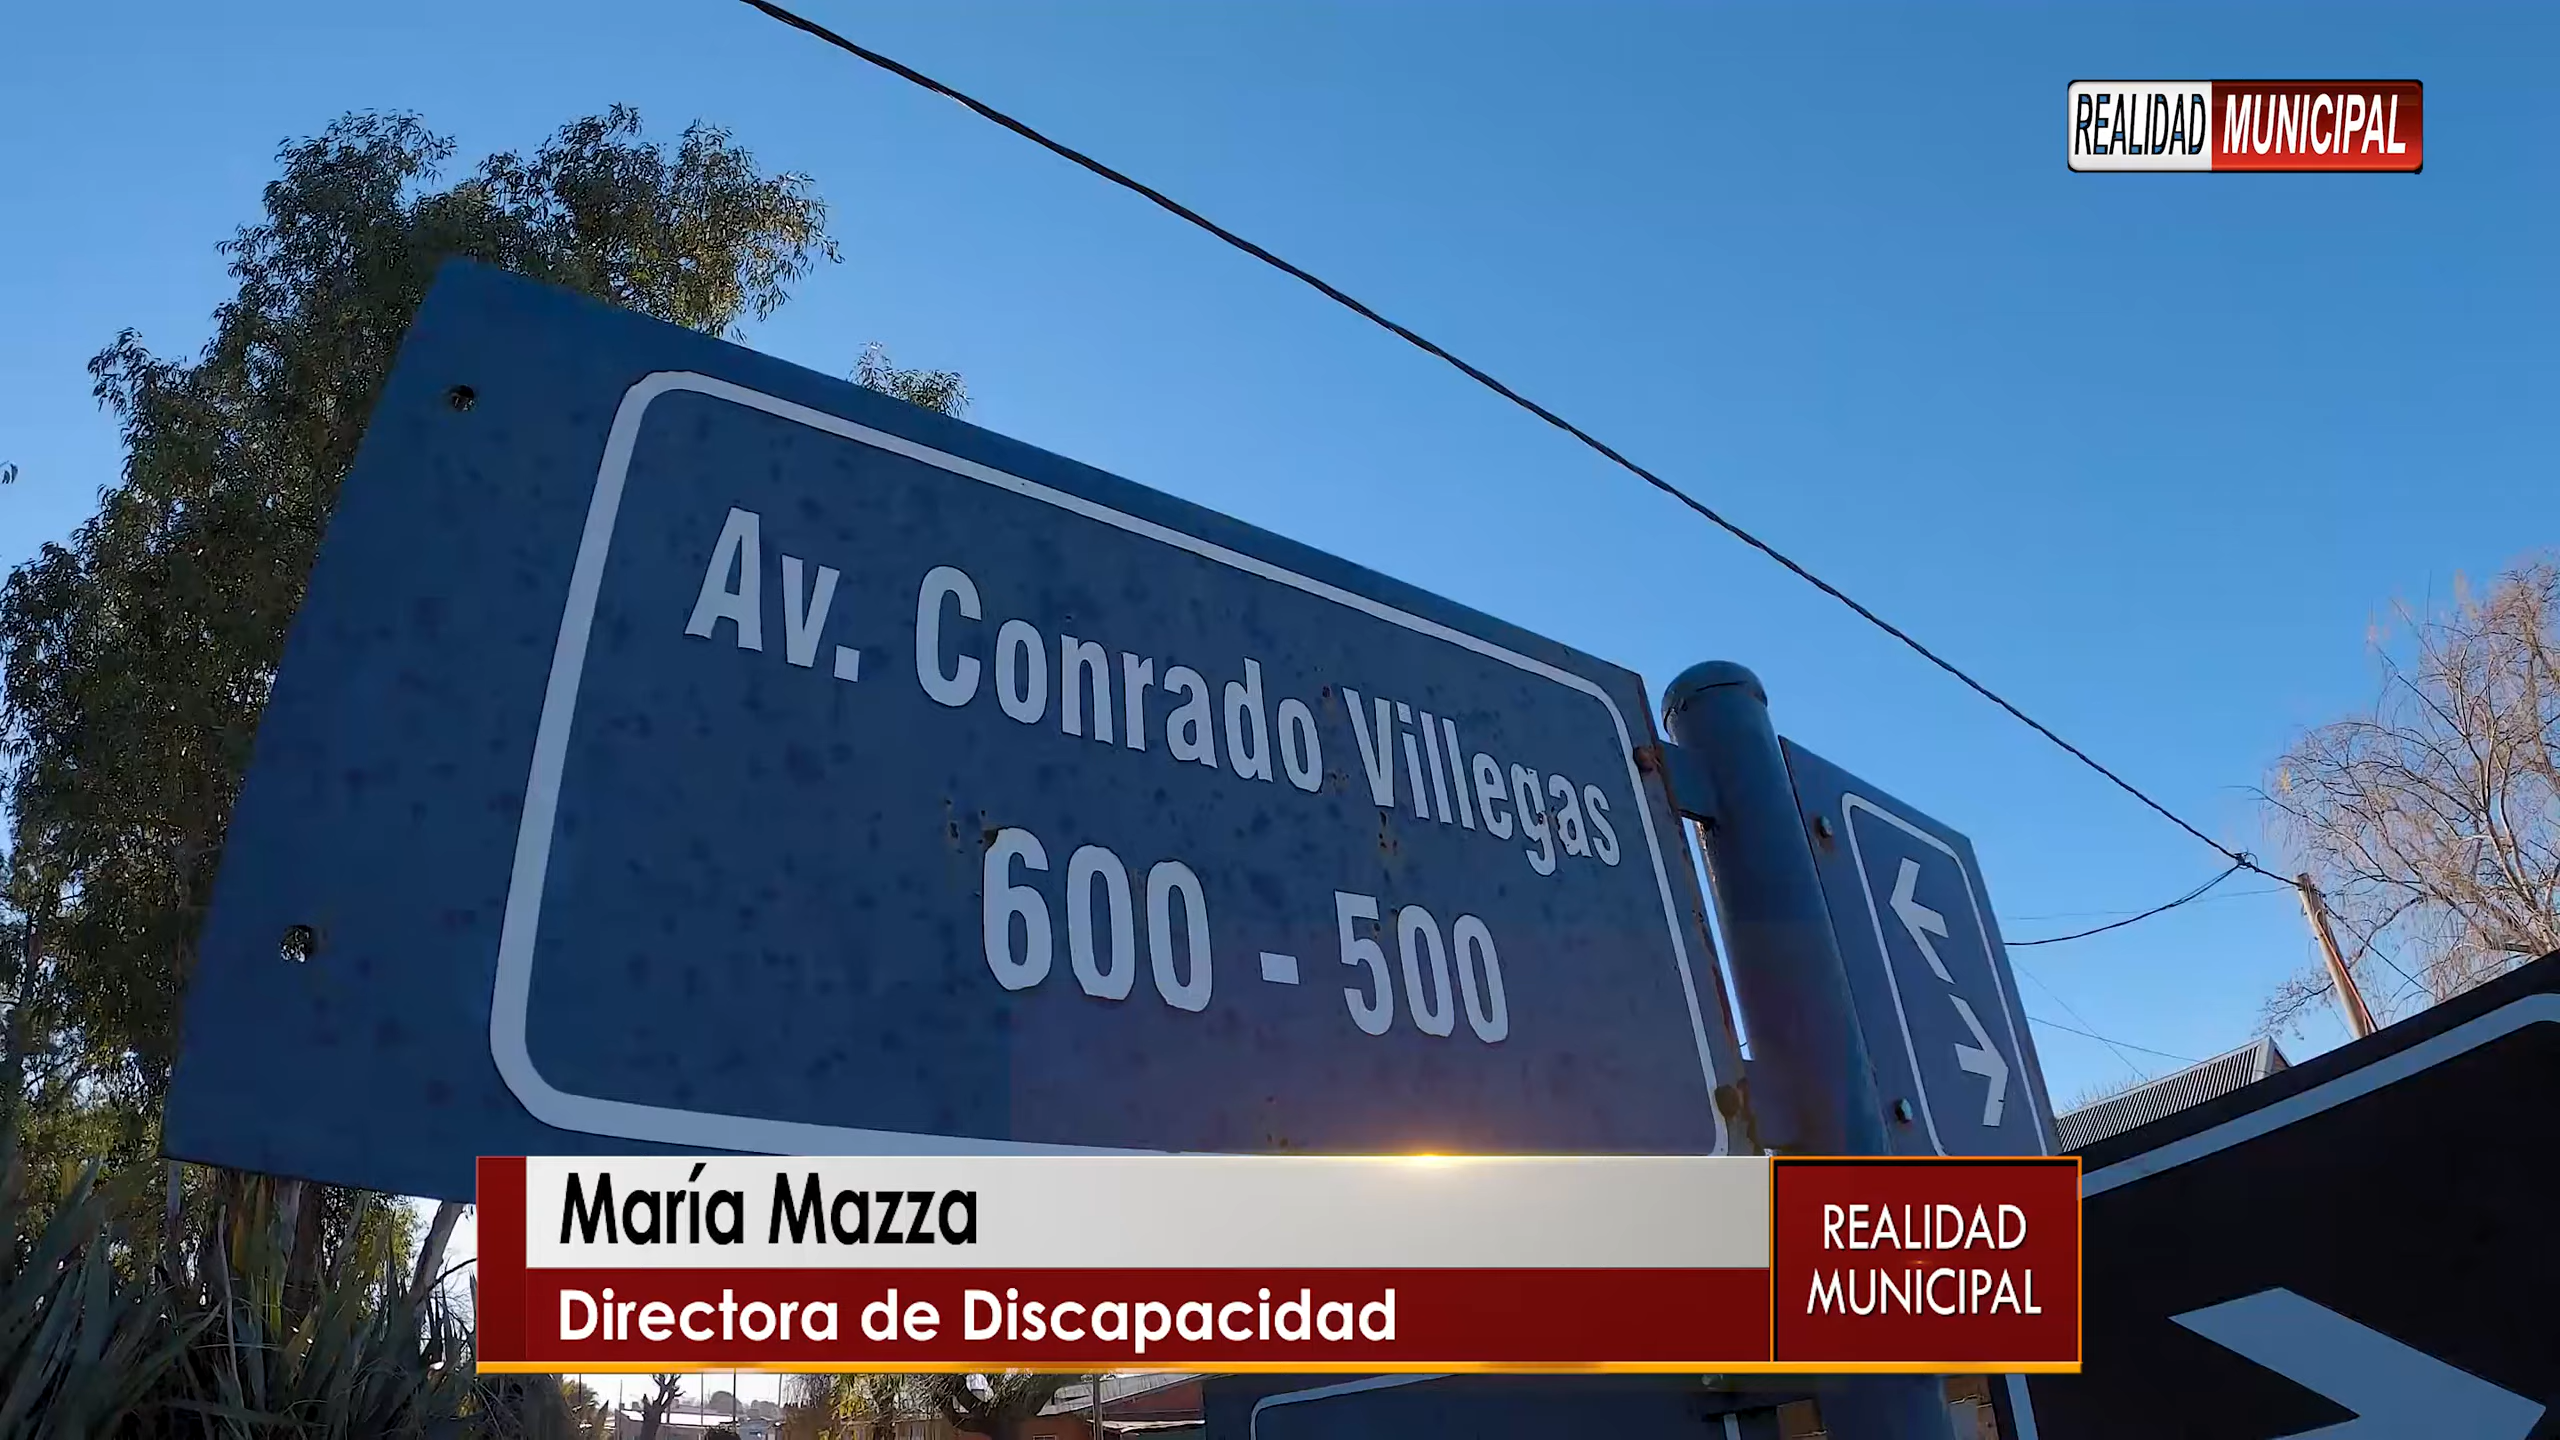 REALIDAD MUNICIPAL
Av. Conrado Villegas
600 - 500
María Mazza
Directora de Discapacidad
REALIDAD
MUNICIPAL